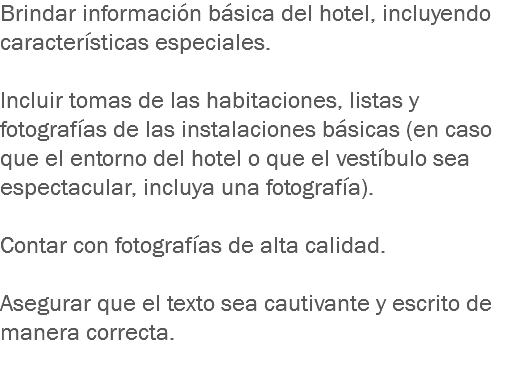 Brindar información básica del hotel, incluyendo
características especiales.
Incluir tomas de las habitaciones, listas y
fotografías de las instalaciones básicas (en caso
que el entorno del hotel o que el vestíbulo sea
espectacular, incluya una fotografía).
Contar con fotografías de alta calidad.
Asegurar que el texto sea cautivante y escrito de
manera correcta.